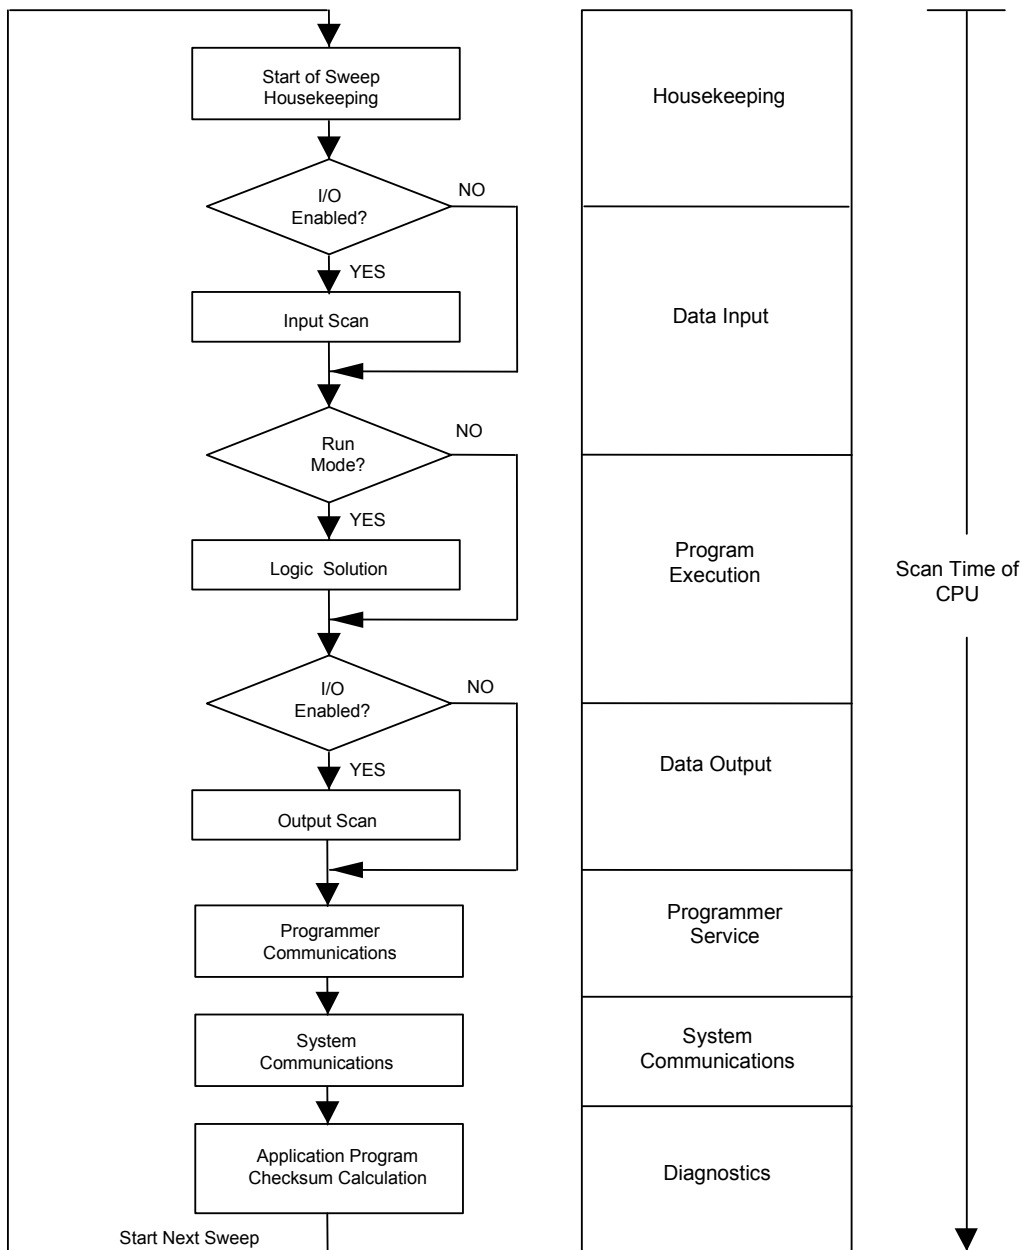 Start of Sweep
Housekeeping
I/O
Enabled?
NO
YES
Input Scan
Run
Mode?
NO
YES
Logic Solution
I/O
Enabled?
NO
YES
Output Scan
Programmer
Communications
System
Communications
Application Program
Checksum Calculation
Start Next Sweep
Housekeeping
Data Input
Program
Execution
Data Output
Programmer
Service
System
Communications
Diagnostics
Scan Time of
CPU